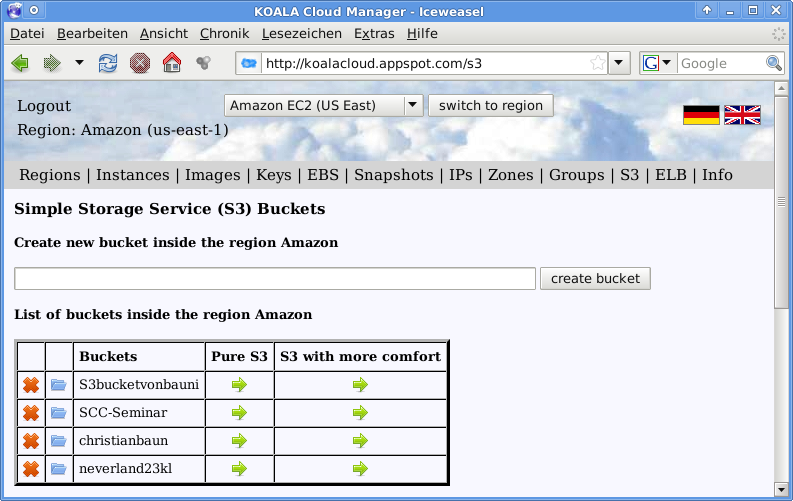 KOALA Cloud Manager - Iceweasel
Datei Bearbeiten Ansicht Chronik Lesezeichen Extras Hilfe
http://koalacloud.appspot.com/s3 G Google
Logout Amazon EC2 (US East) switch to region
Region: Amazon (us-east-1)
Regions | Instances | Images | Keys | EBS | Snapshots | IPs | Zones | Groups | S3 | ELB | Info
Simple Storage Service (S3) Buckets
Create new bucket inside the region Amazon
create bucket
List of buckets inside the region Amazon
Buckets Pure S3 S3 with more comfort
S3bucketvonbauni
SCC-Seminar
christianbaun
neverland23kl